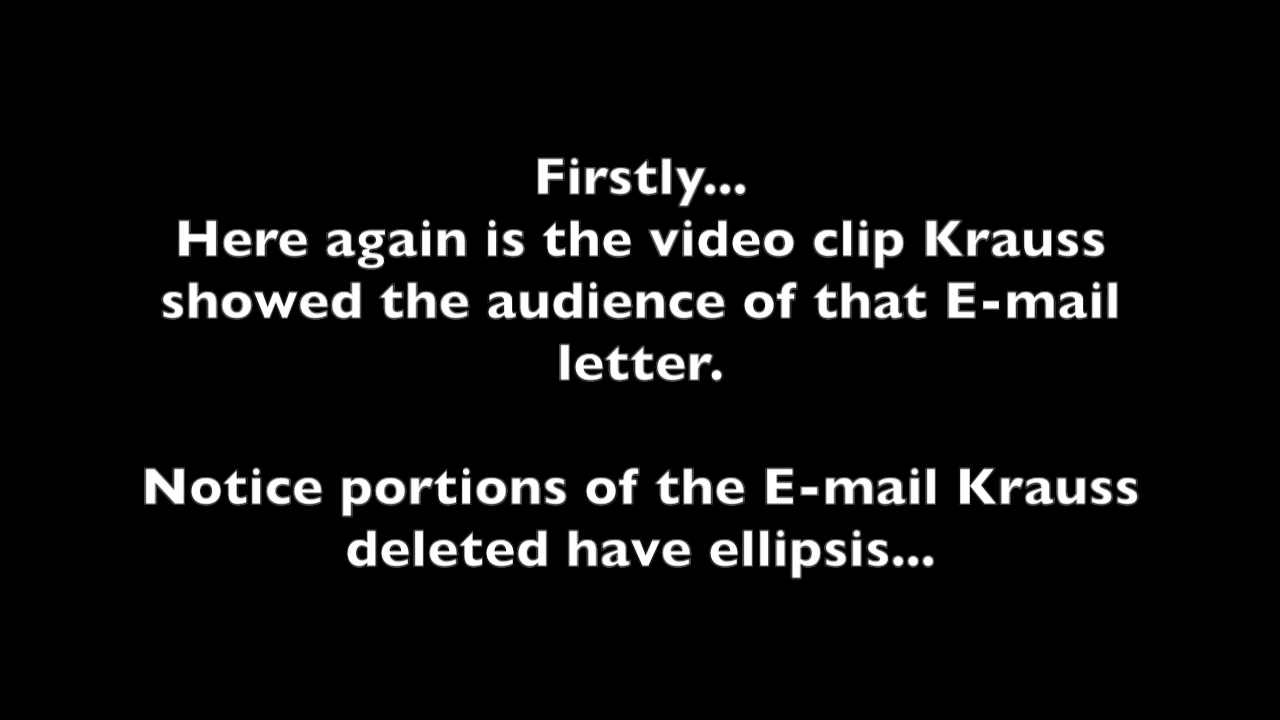 Firstly...
Here again is the video clip Krauss
showed the audience of that E-mail
letter.
Notice portions of the E-mail Krauss
deleted have ellipsis...